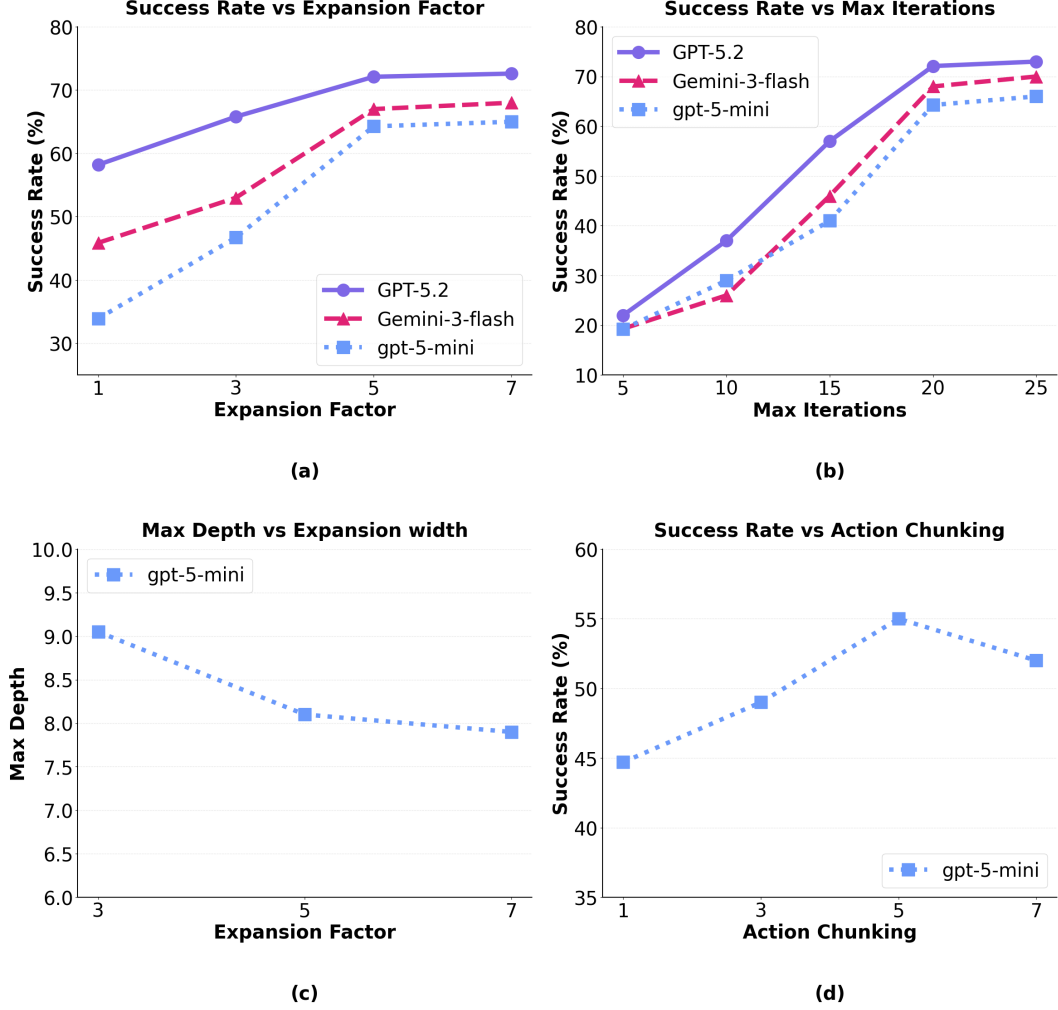 Success Rate vs Expansion Factor
80
70
60
50
40
30
Success Rate (%)
GPT-5.2
Gemini-3-flash
gpt-5-mini
1 3 5 7
Expansion Factor
(a)
Success Rate vs Max Iterations
80
70
60
50
40
30
20
10
Success Rate (%)
GPT-5.2
Gemini-3-flash
gpt-5-mini
5 10 15 20 25
Max Iterations
(b)
Max Depth vs Expansion width
10.0
9.5
9.0
8.5
8.0
7.5
7.0
6.5
6.0
Max Depth
gpt-5-mini
3 5 7
Expansion Factor
(c)
Success Rate vs Action Chunking
60
55
50
45
40
35
Success Rate (%)
gpt-5-mini
1 3 5 7
Action Chunking
(d)